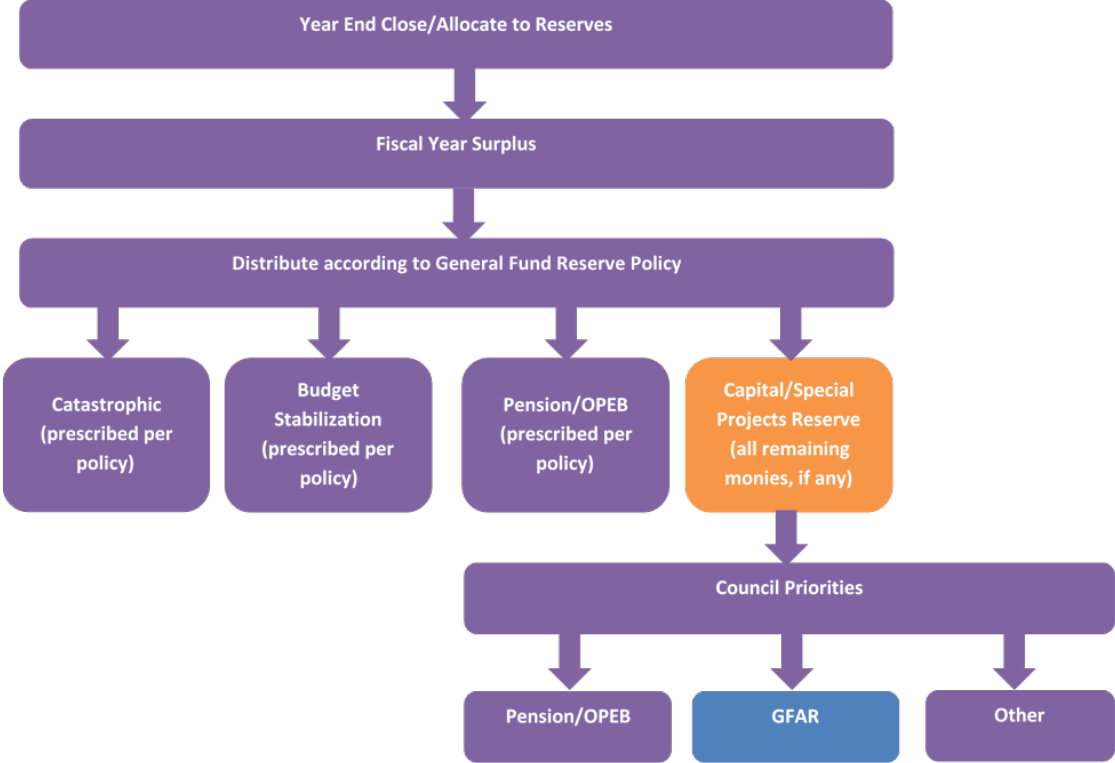 Year End Close/Allocate to Reserves
Fiscal Year Surplus
Distribute according to General Fund Reserve Policy
Catastrophic
(prescribed per
policy)
Budget
Stabilization
(prescribed per
policy)
Pension/OPEB
(prescribed per
policy)
Capital/Special
Projects Reserve
(all remaining
monies, if any)
Council Priorities
Pension/OPEB
GFAR
Other